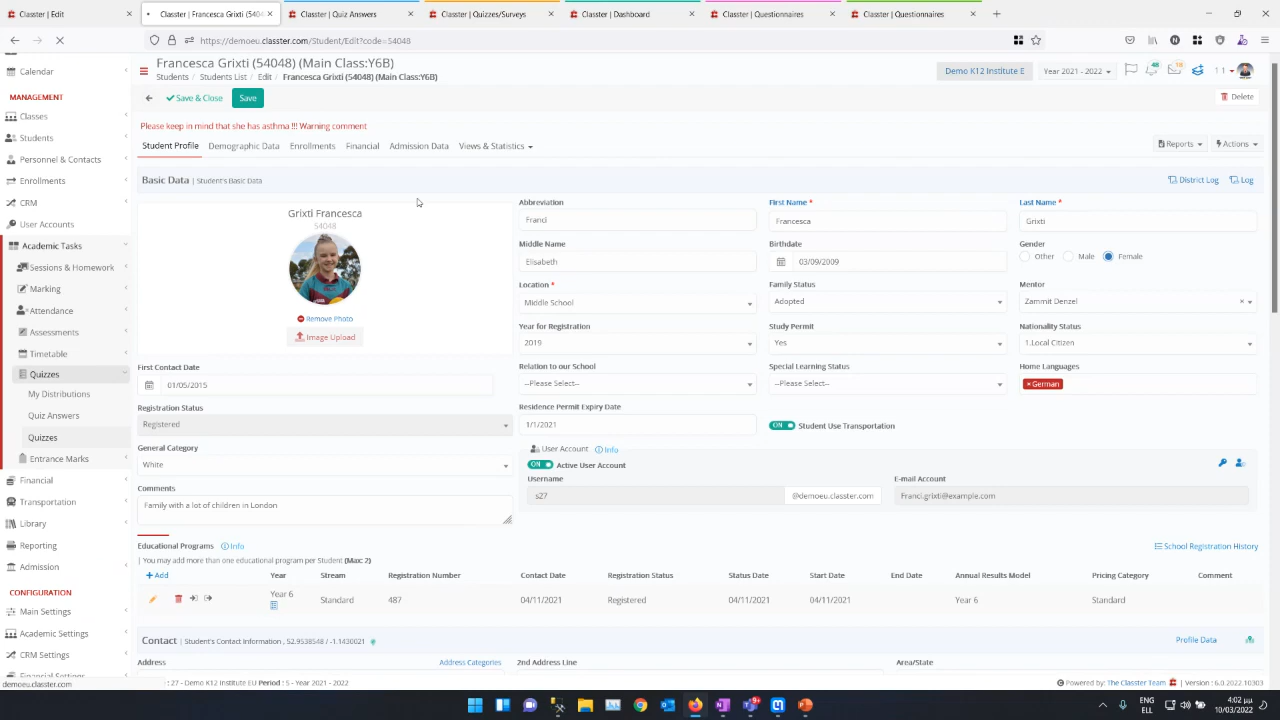 Classter | Francesca Grixti (5404
Classter | Quizzes/Surveys
Classter | Dashboard
Classter | Questionnaires
Classter | Questionnaires
https://demoeu.classter.com/Student/Edit?code=54048
Calendar
MANAGEMENT
Classes
Students
Personnel & Contacts
Enrollments
CRM
User Accounts
Academic Tasks
Sessions & Homework
Marking
Attendance
Assessments
Timetable
Quizzes
My Distributions
Quiz Answers
Quizzes
Entrance Marks
Financial
Transportation
Library
Reporting
Admission
CONFIGURATION
Main Settings
Academic Settings
CRM Settings
Financial Settings
demoeu.classter.com
Francesca Grixti (54048) (Main Class:Y6B)
Students / Students List / Edit / Francesca Grixti (54048) (Main Class:Y6B)
Demo K12 Institute E
Year 2021 - 2022
1 1
Save & Close
Save
Delete
Please keep in mind that she has asthma !!! Warning comment
Student Profile Demographic Data Enrollments Financial Admission Data Views & Statistics
Reports Actions
Basic Data | Student's Basic Data
District Log Log
Grixti Francesca
54048
Remove Photo
Image Upload
First Contact Date
01/05/2015
Registration Status
Registered
General Category
White
Comments
Family with a lot of children in London
Abbreviation
Franci
Middle Name
Elisabeth
Location *
Middle School
Year for Registration
2019
Relation to our School
--Please Select--
Residence Permit Expiry Date
1/1/2021
First Name *
Francesca
Birthdate
03/09/2009
Family Status
Adopted
Study Permit
Yes
Special Learning Status
--Please Select--
ON Student Use Transportation
Last Name *
Grixti
Gender
Other Male Female
Mentor
Zammit Denzel
Nationality Status
1.Local Citizen
Home Languages
×German
User Account Info
ON Active User Account
Username
s27
@demoeu.classter.com
E-mail Account
Franci.grixti@example.com
Educational Programs Info
School Registration History
| You may add more than one educational program per Student (Max: 2)
+ Add Year Stream Registration Number Contact Date Registration Status Status Date Start Date End Date Annual Results Model Pricing Category Comment
Year 6 Standard 487 04/11/2021 Registered 04/11/2021 04/11/2021 Year 6 Standard
Contact | Student's Contact Information , 52.9538548 / -1.1430021
Profile Data
Address Address Categories 2nd Address Line Area/State
: 27 - Demo K12 Institute EU Period : 5 - Year 2021 - 2022
Powered by: The Classter Team | Version : 6.0.2022.10303
ENG
ΕΛΛ
4:02 μμ
10/03/2022